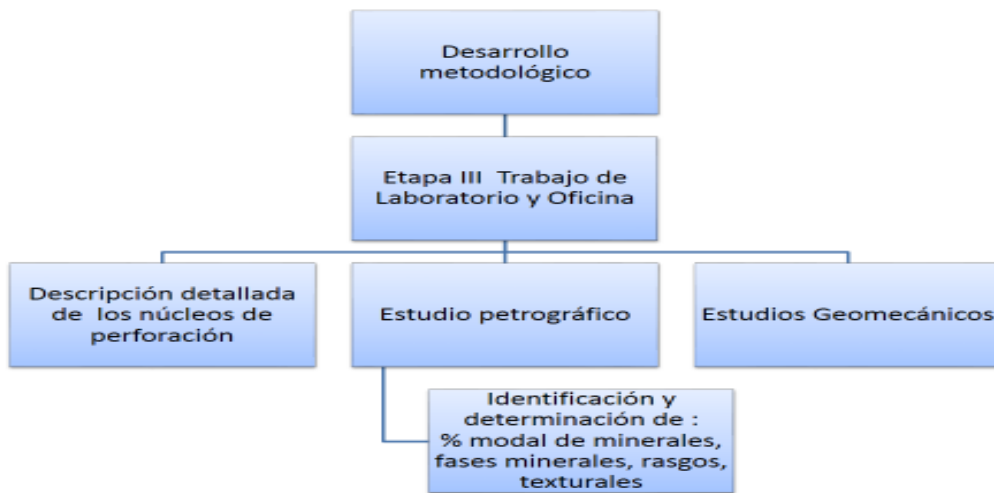 Desarrollo
metodológico
Etapa III Trabajo de
Laboratorio y Oficina
Descripción detallada
de los núcleos de
perforación
Estudio petrográfico
Estudios Geomecánicos
Identificación y
determinación de :
% modal de minerales,
fases minerales, rasgos,
texturales